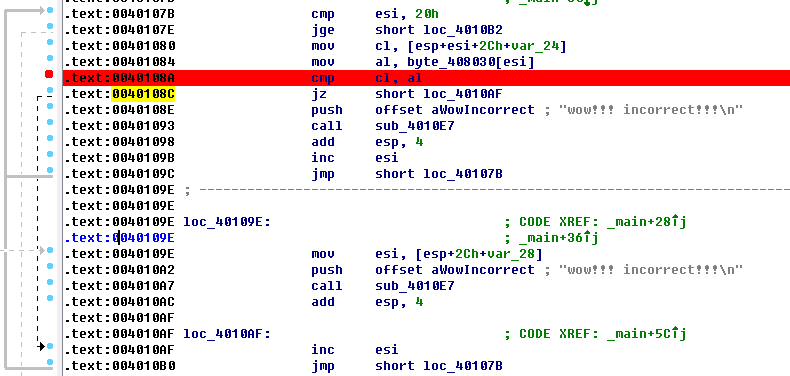 .text:0040107B cmp esi, 20h
.text:0040107E jge short loc_4010B2
.text:00401080 mov cl, [esp+esi+2Ch+var_24]
.text:00401084 mov al, byte_408030[esi]
.text:0040108A cmp cl, al
.text:0040108C jz short loc_4010AF
.text:0040108E push offset aWowIncorrect ; "wow!!! incorrect!!!\n"
.text:00401093 call sub_4010E7
.text:00401098 add esp, 4
.text:0040109B inc esi
.text:0040109C jmp short loc_40107B
.text:0040109E ; ---------------------------------------------------------------------------
.text:0040109E
.text:0040109E loc_40109E: ; CODE XREF: _main+28↑j
.text:0040109E ; _main+36↑j
.text:0040109E mov esi, [esp+2Ch+var_28]
.text:004010A2 push offset aWowIncorrect ; "wow!!! incorrect!!!\n"
.text:004010A7 call sub_4010E7
.text:004010AC add esp, 4
.text:004010AF
.text:004010AF loc_4010AF: ; CODE XREF: _main+5C↑j
.text:004010AF inc esi
.text:004010B0 jmp short loc_40107B